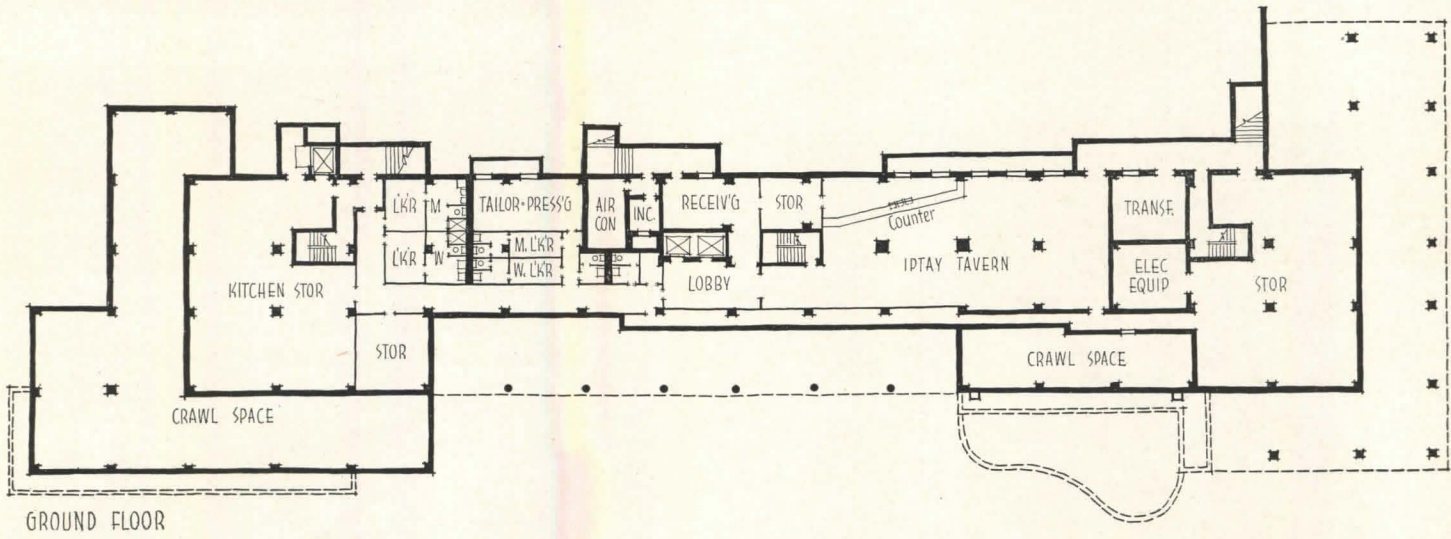 L'K'R M
TAILOR+PRESS'G
AIR
CON
INC.
RECEIV'G
STOR
Counter
TRANSF.
L'K'R W
M. L'K'R
W. L'K'R
KITCHEN STOR
LOBBY
IPTAY TAVERN
ELEC
EQUIP
STOR
STOR
CRAWL SPACE
CRAWL SPACE
GROUND FLOOR